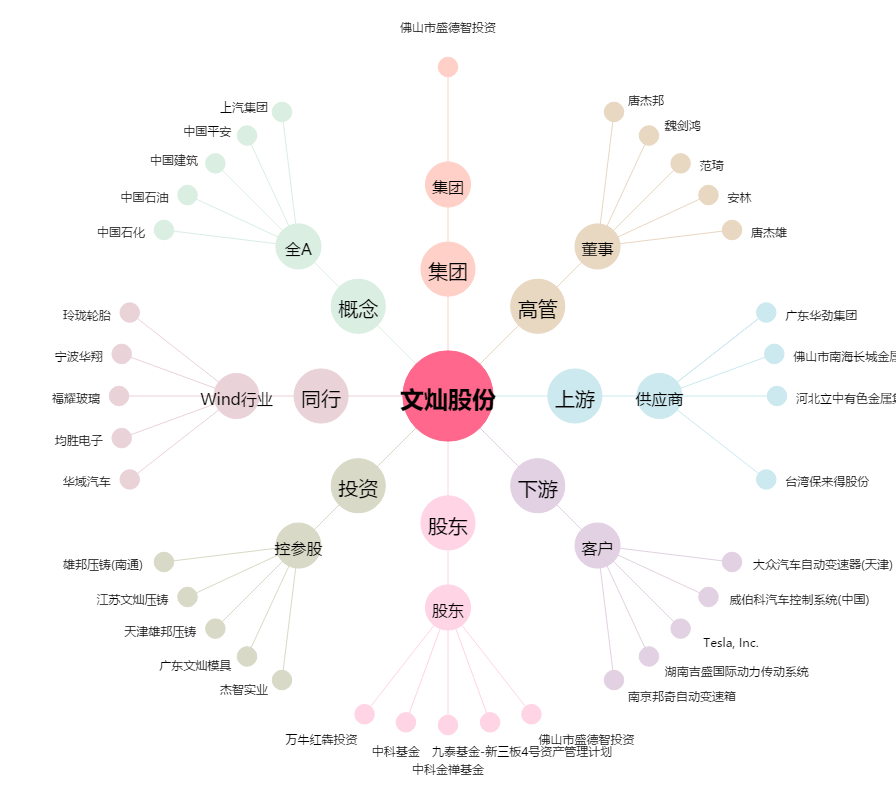 佛山市盛德智投资
集团
集团
上汽集团
中国平安
中国建筑
中国石油
中国石化
全A
概念
唐杰邦
魏剑鸿
范琦
安林
唐杰雄
董事
高管
玲珑轮胎
宁波华翔
福耀玻璃
均胜电子
华域汽车
Wind行业
同行
文灿股份
上游
供应商
广东华劲集团
佛山市南海长城金属
河北立中有色金属集
台湾保来得股份
投资
控参股
雄邦压铸(南通)
江苏文灿压铸
天津雄邦压铸
广东文灿模具
杰智实业
下游
客户
大众汽车自动变速器(天津)
威伯科汽车控制系统(中国)
Tesla, Inc.
湖南吉盛国际动力传动系统
南京邦奇自动变速箱
股东
股东
万牛红犇投资
中科基金
中科金禅基金
九泰基金-新三板4号资产管理计划
佛山市盛德智投资